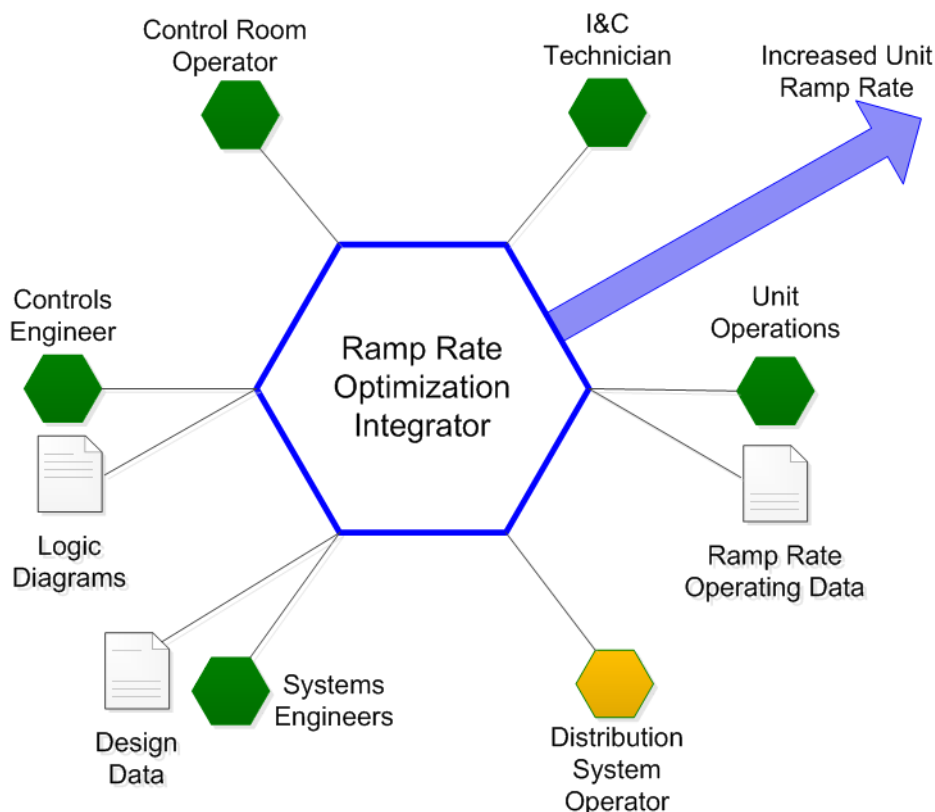 Control Room
Operator
I&C
Technician
Increased Unit
Ramp Rate
Controls
Engineer
Ramp Rate
Optimization
Integrator
Unit
Operations
Logic
Diagrams
Ramp Rate
Operating Data
Systems
Engineers
Design
Data
Distribution
System
Operator